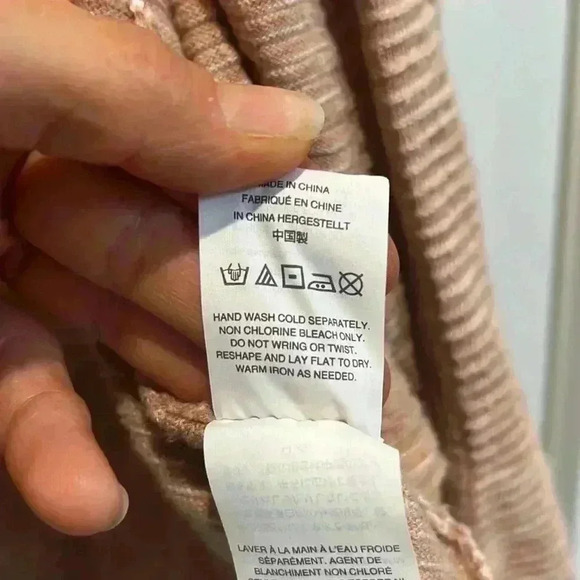 MADE IN CHINA
FABRIQUÉ EN CHINE
IN CHINA HERGESTELLT
中国製
HAND WASH COLD SEPARATELY.
NON CHLORINE BLEACH ONLY.
DO NOT WRING OR TWIST.
RESHAPE AND LAY FLAT TO DRY.
WARM IRON AS NEEDED.
LAVER À LA MAIN À L'EAU FROIDE
SÉPARÉMENT. AGENT DE
BLANCHIMENT NON CHLORÉ